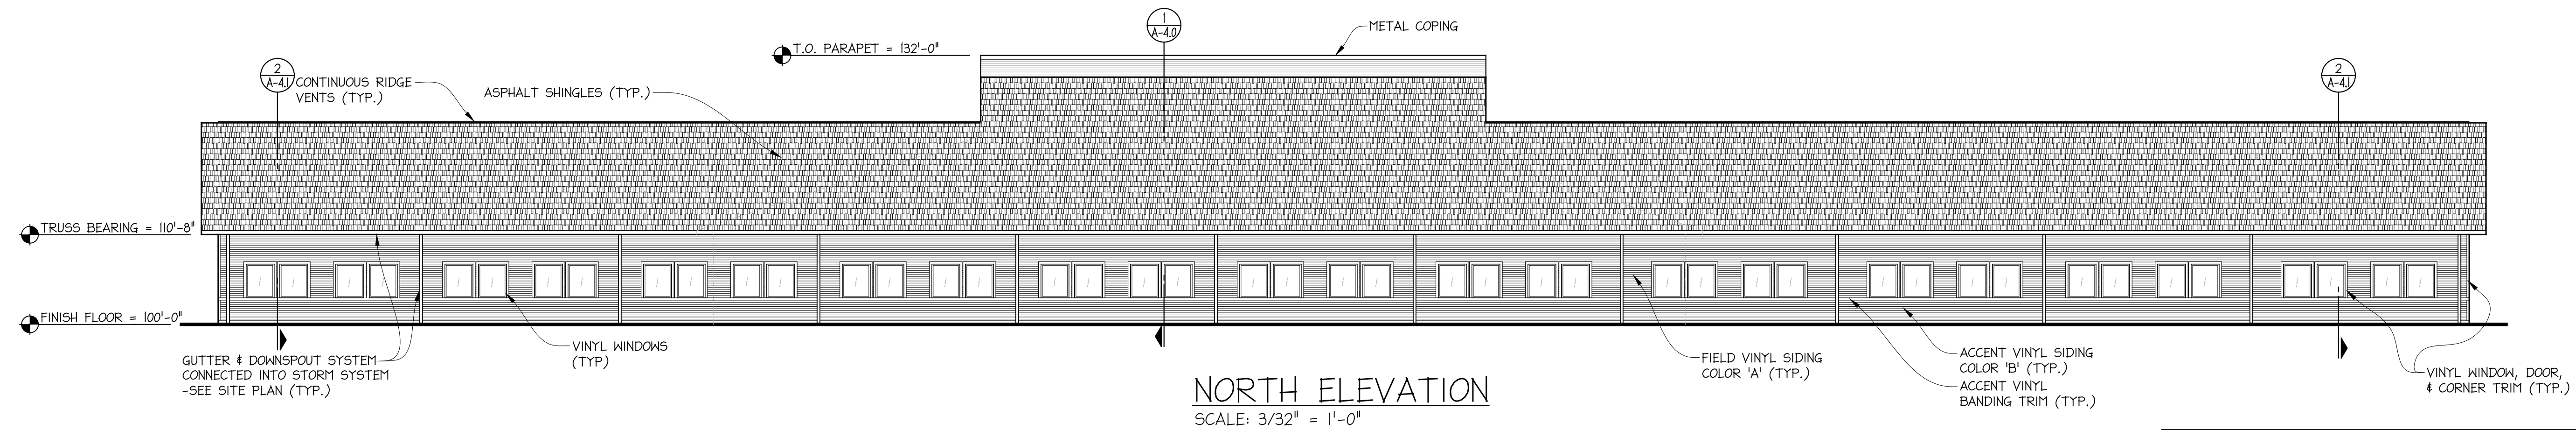 1
A-4.0
METAL COPING
T.O. PARAPET = 132'-0"
2
A-4.1
CONTINUOUS RIDGE
VENTS (TYP.)
ASPHALT SHINGLES (TYP.)
2
A-4.1
TRUSS BEARING = 110'-8"
FINISH FLOOR = 100'-0"
GUTTER & DOWNSPOUT SYSTEM
CONNECTED INTO STORM SYSTEM
-SEE SITE PLAN (TYP.)
VINYL WINDOWS
(TYP)
FIELD VINYL SIDING
COLOR 'A' (TYP.)
ACCENT VINYL SIDING
COLOR 'B' (TYP.)
ACCENT VINYL
BANDING TRIM (TYP.)
VINYL WINDOW, DOOR,
& CORNER TRIM (TYP.)
NORTH ELEVATION
SCALE: 3/32" = 1'-0"